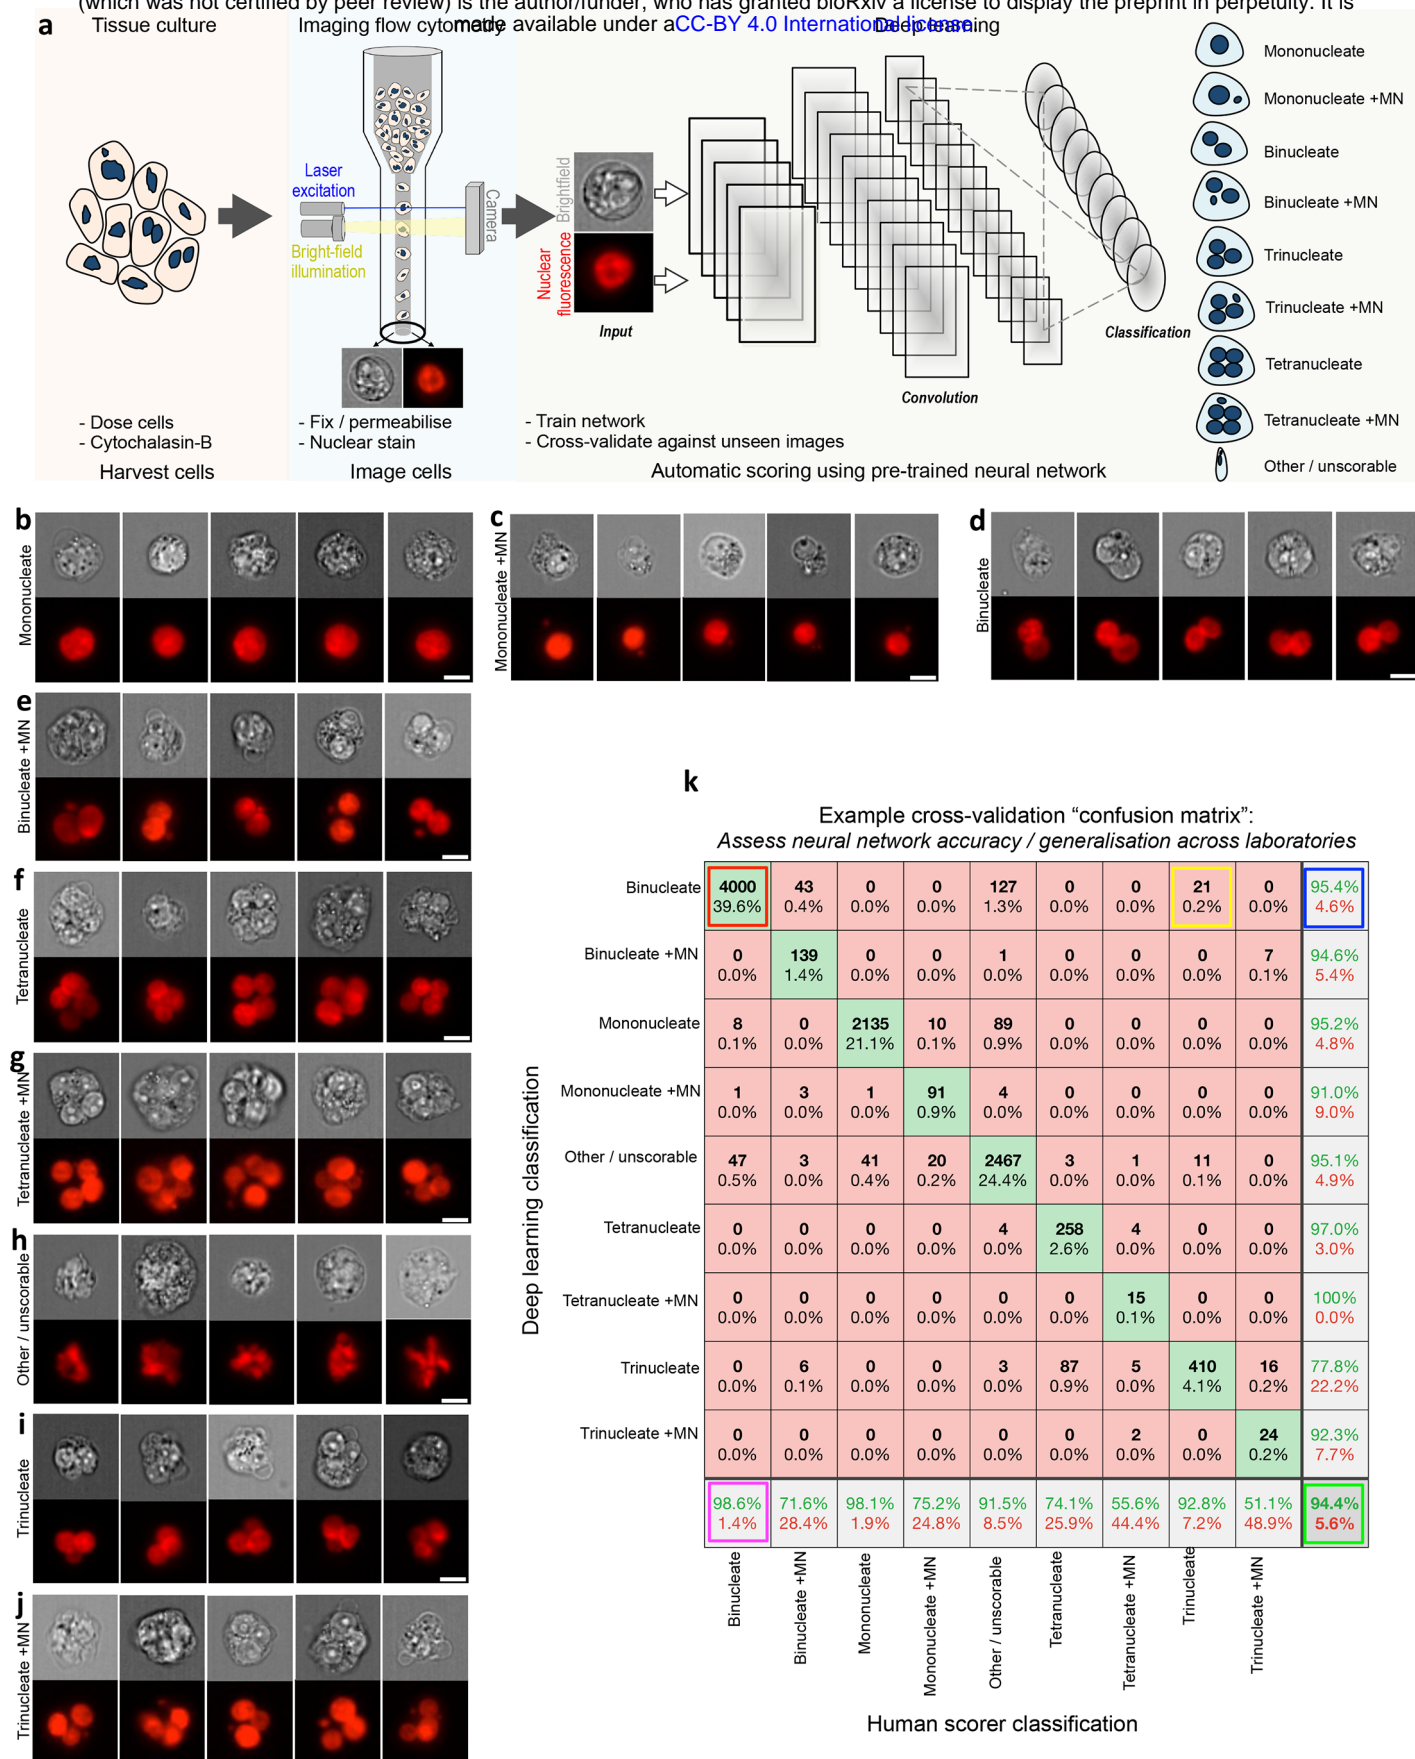 (which was not certified by peer review) is the author/funder, who has granted bioRxiv a license to display the preprint in perpetuity. It is
made available under aCC-BY 4.0 International license.
a
Tissue culture
Imaging flow cytometry
Deep learning
Laser
excitation
Bright-field
illumination
Camera
Brightfield
Nuclear
fluorescence
Input
Convolution
Classification
Mononucleate
Mononucleate +MN
Binucleate
Binucleate +MN
Trinucleate
Trinucleate +MN
Tetranucleate
Tetranucleate +MN
Other / unscorable
- Dose cells
- Cytochalasin-B
Harvest cells
- Fix / permeabilise
- Nuclear stain
Image cells
- Train network
- Cross-validate against unseen images
Automatic scoring using pre-trained neural network
b
Mononucleate
c
Mononucleate +MN
d
Binucleate
e
Binucleate +MN
f
Tetranucleate
g
Tetranucleate +MN
h
Other / unscorable
i
Trinucleate
j
Trinucleate +MN
k
Example cross-validation “confusion matrix”:
Assess neural network accuracy / generalisation across laboratories
Deep learning classification
Binucleate 4000 43 0 0 127 0 0 21 0 95.4%
39.6% 0.4% 0.0% 0.0% 1.3% 0.0% 0.0% 0.2% 0.0% 4.6%
Binucleate +MN 0 139 0 0 1 0 0 0 7 94.6%
0.0% 1.4% 0.0% 0.0% 0.0% 0.0% 0.0% 0.0% 0.1% 5.4%
Mononucleate 8 0 2135 10 89 0 0 0 0 95.2%
0.1% 0.0% 21.1% 0.1% 0.9% 0.0% 0.0% 0.0% 0.0% 4.8%
Mononucleate +MN 1 3 1 91 4 0 0 0 0 91.0%
0.0% 0.0% 0.0% 0.9% 0.0% 0.0% 0.0% 0.0% 0.0% 9.0%
Other / unscorable 47 3 41 20 2467 3 1 11 0 95.1%
0.5% 0.0% 0.4% 0.2% 24.4% 0.0% 0.0% 0.1% 0.0% 4.9%
Tetranucleate 0 0 0 0 4 258 4 0 0 97.0%
0.0% 0.0% 0.0% 0.0% 0.0% 2.6% 0.0% 0.0% 0.0% 3.0%
Tetranucleate +MN 0 0 0 0 0 0 15 0 0 100%
0.0% 0.0% 0.0% 0.0% 0.0% 0.0% 0.1% 0.0% 0.0% 0.0%
Trinucleate 0 6 0 0 3 87 5 410 16 77.8%
0.0% 0.1% 0.0% 0.0% 0.0% 0.9% 0.0% 4.1% 0.2% 22.2%
Trinucleate +MN 0 0 0 0 0 0 2 0 24 92.3%
0.0% 0.0% 0.0% 0.0% 0.0% 0.0% 0.0% 0.0% 0.2% 7.7%
98.6% 71.6% 98.1% 75.2% 91.5% 74.1% 55.6% 92.8% 51.1% 94.4%
1.4% 28.4% 1.9% 24.8% 8.5% 25.9% 44.4% 7.2% 48.9% 5.6%
Binucleate
Binucleate +MN
Mononucleate
Mononucleate +MN
Other / unscorable
Tetranucleate
Tetranucleate +MN
Trinucleate
Trinucleate +MN
Human scorer classification